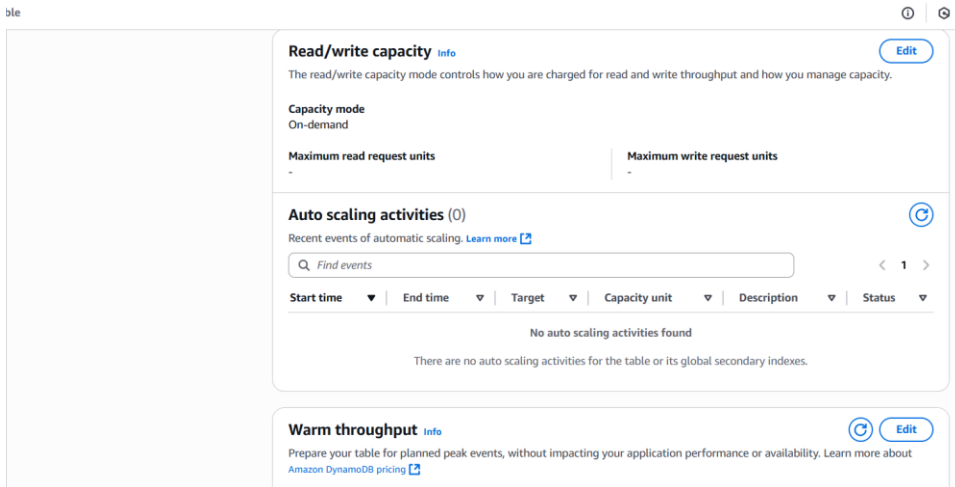 ble
Read/write capacity Info
Edit
The read/write capacity mode controls how you are charged for read and write throughput and how you manage capacity.
Capacity mode
On-demand
Maximum read request units
-
Maximum write request units
-
Auto scaling activities (0)
Recent events of automatic scaling. Learn more
Find events
1
Start time End time Target Capacity unit Description Status
No auto scaling activities found
There are no auto scaling activities for the table or its global secondary indexes.
Warm throughput Info
Edit
Prepare your table for planned peak events, without impacting your application performance or availability. Learn more about
Amazon DynamoDB pricing